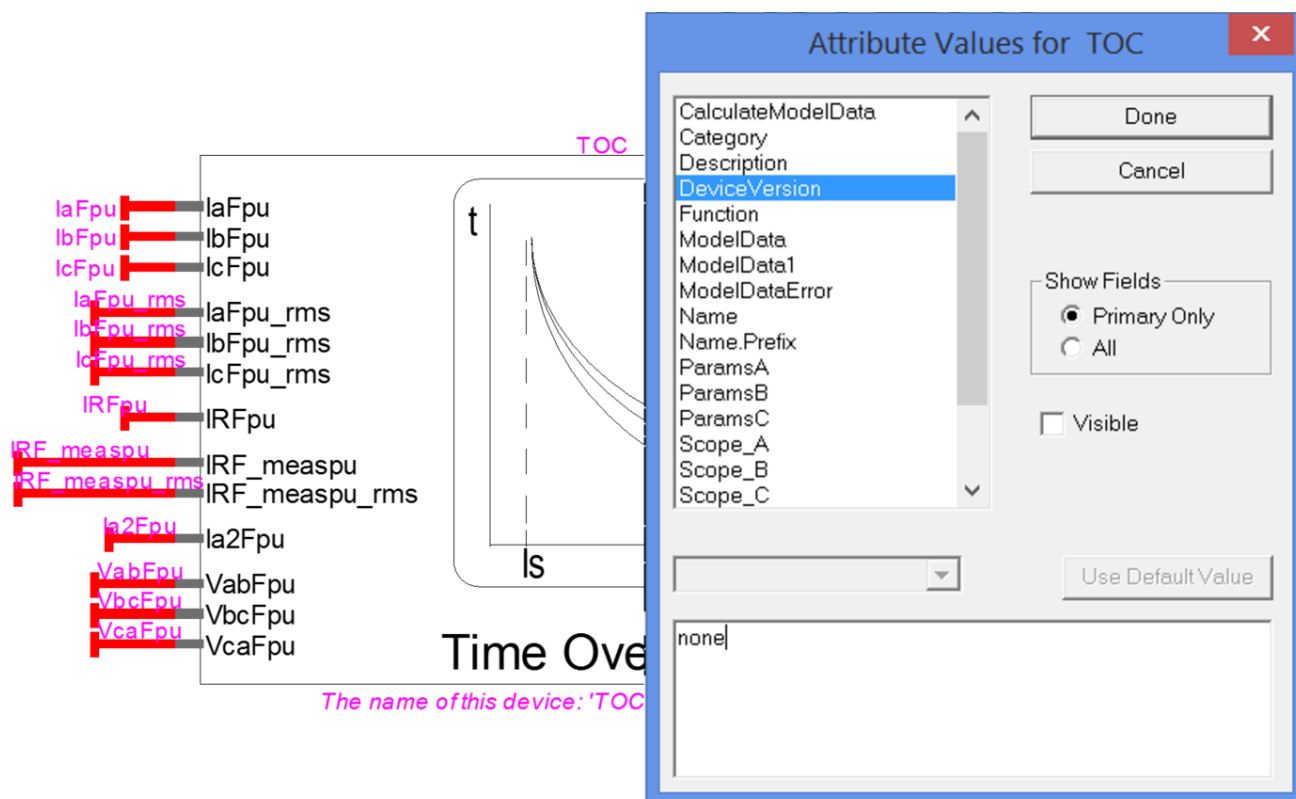 TOC
IaFpu
IaFpu
IbFpu
IbFpu
IcFpu
IcFpu
IaFpu_rms
IaFpu_rms
IbFpu_rms
IbFpu_rms
IcFpu_rms
IcFpu_rms
IRFpu
IRFpu
IRF_measpu
IRF_measpu
IRF_measpu_rms
IRF_measpu_rms
Ia2Fpu
Ia2Fpu
VabFpu
VabFpu
VbcFpu
VbcFpu
VcaFpu
VcaFpu
t
Is
Time Ove
The name of this device: 'TOC
Attribute Values for TOC
x
CalculateModelData
Category
Description
DeviceVersion
Function
ModelData
ModelData1
ModelDataError
Name
Name.Prefix
ParamsA
ParamsB
ParamsC
Scope_A
Scope_B
Scope_C
Done
Cancel
Show Fields
Primary Only
All
Visible
Use Default Value
none